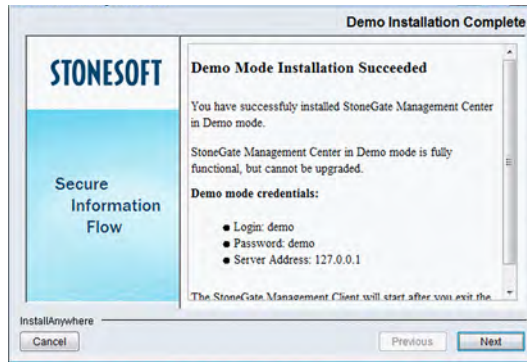 Demo Installation Complete
STONESOFT
Secure
Information
Flow
Demo Mode Installation Succeeded
You have successfuly installed StoneGate Management Center
in Demo mode.
StoneGate Management Center in Demo mode is fully
functional, but cannot be upgraded.
Demo mode credentials:
Login: demo
Password: demo
Server Address: 127.0.0.1
The StoneGate Management Client will start after you exit the
InstallAnywhere
Cancel
Previous
Next